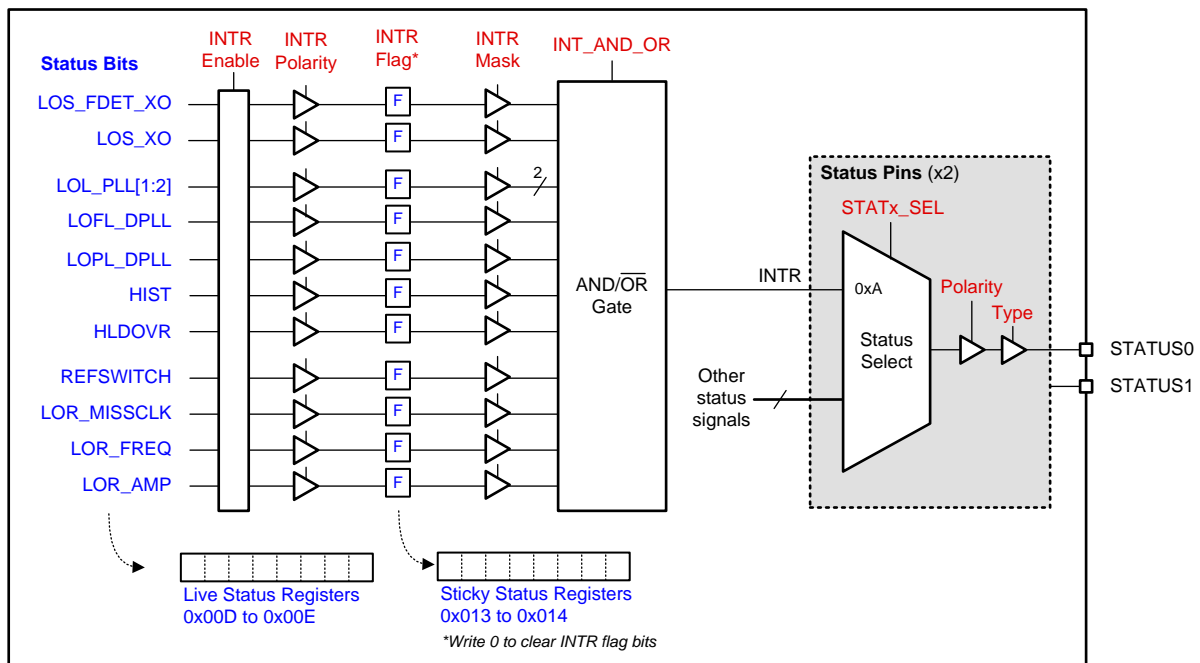 INTR
Enable
INTR
Polarity
INTR
Flag*
INTR
Mask
INT_AND_OR
Status Bits
LOS_FDET_XO
LOS_XO
LOL_PLL[1:2]
LOFL_DPLL
LOPL_DPLL
HIST
HLDOVR
REFSWITCH
LOR_MISSCLK
LOR_FREQ
LOR_AMP
F
F
F
F
F
F
F
F
F
F
F
2
AND/OR
Gate
INTR
Status Pins (x2)
STATx_SEL
0xA
Status
Select
Polarity
Type
Other
status
signals
STATUS0
STATUS1
Live Status Registers
0x00D to 0x00E
Sticky Status Registers
0x013 to 0x014
*Write 0 to clear INTR flag bits